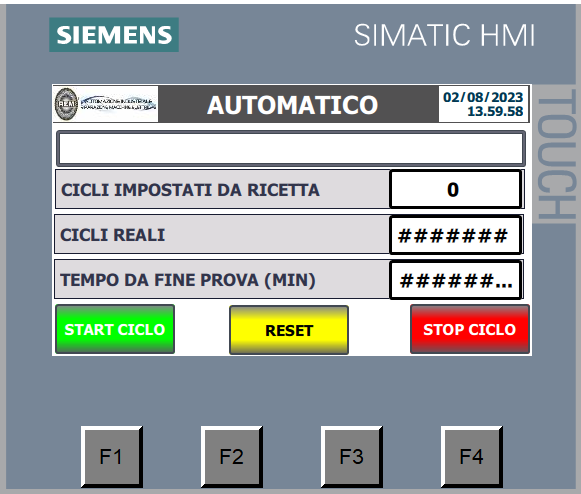 SIEMENS
SIMATIC HMI
REM
AUTOMATICO
02/08/2023
13.59.58
TOUCH
CICLI IMPOSTATI DA RICETTA
0
CICLI REALI
#######
TEMPO DA FINE PROVA (MIN)
######...
START CICLO
RESET
STOP CICLO
F1
F2
F3
F4